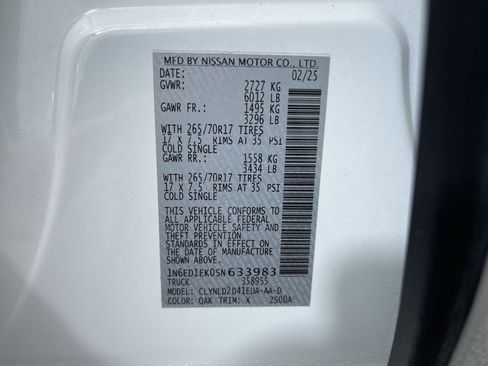 MFD BY NISSAN MOTOR CO., LTD.
DATE: 02/25
GVWR: 2727 KG
6012 LB
GAWR FR.: 1495 KG
3296 LB
WITH 265/70R17 TIRES
17 X 7.5 RIMS AT 35 PSI
COLD SINGLE
GAWR RR.: 1558 KG
3434 LB
WITH 265/70R17 TIRES
17 X 7.5 RIMS AT 35 PSI
COLD SINGLE
THIS VEHICLE CONFORMS TO
ALL APPLICABLE FEDERAL
MOTOR VEHICLE SAFETY AND
THEFT PREVENTION
STANDARDS IN EFFECT ON
THE DATE OF MANUFACTURE
SHOWN ABOVE.
1N6ED1EK0SN633983
TRUCK 358955
MODEL: CLYNLD2D41EUA-AA-D
COLOR: QAK TRIM: X 2S00A